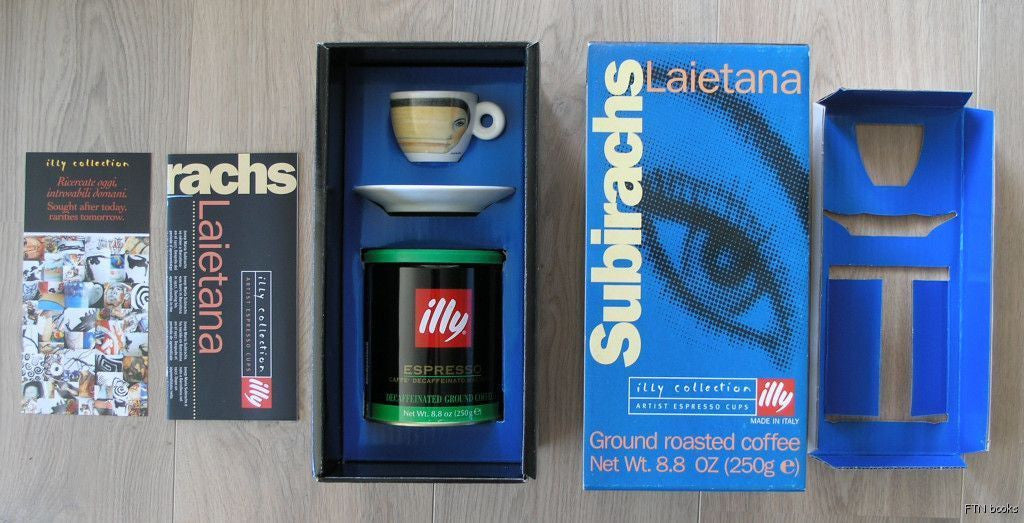 illy collection
Ricercate oggi,
introvabili domani.
Sought after today,
rarities tomorrow.
rachs
Laietana
illy collection
ARTIST ESPRESSO CUPS
illy
illy
ESPRESSO
CAFFE' DECAFFEINATO
DECAFFEINATED GROUND COFFEE
Net Wt. 8.8 oz (250g e)
Subirachs
Laietana
illy collection
ARTIST ESPRESSO CUPS
illy
MADE IN ITALY
Ground roasted coffee
Net Wt. 8.8 OZ (250g e)
FTN books